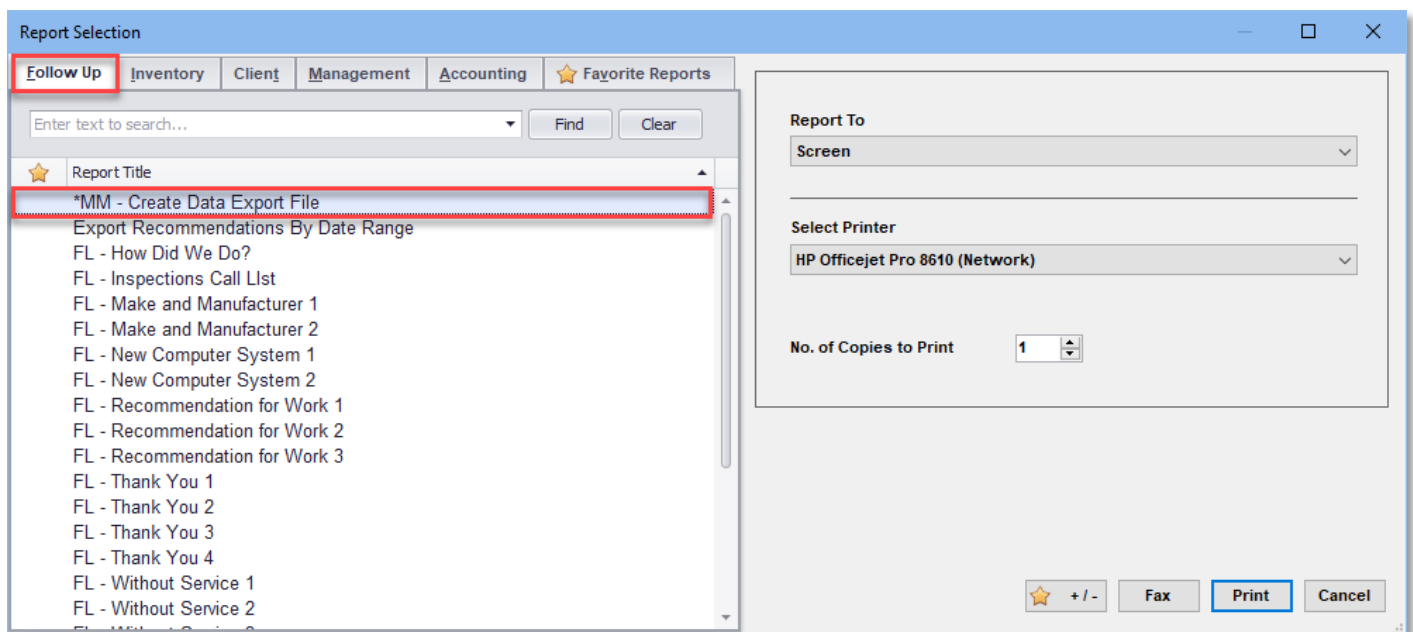 Report Selection
Follow Up Inventory Client Management Accounting Favorite Reports
Enter text to search... Find Clear
Report Title
*MM - Create Data Export File
Export Recommendations By Date Range
FL - How Did We Do?
FL - Inspections Call LIst
FL - Make and Manufacturer 1
FL - Make and Manufacturer 2
FL - New Computer System 1
FL - New Computer System 2
FL - Recommendation for Work 1
FL - Recommendation for Work 2
FL - Recommendation for Work 3
FL - Thank You 1
FL - Thank You 2
FL - Thank You 3
FL - Thank You 4
FL - Without Service 1
FL - Without Service 2
Report To
Screen
Select Printer
HP Officejet Pro 8610 (Network)
No. of Copies to Print 1
+ / - Fax Print Cancel